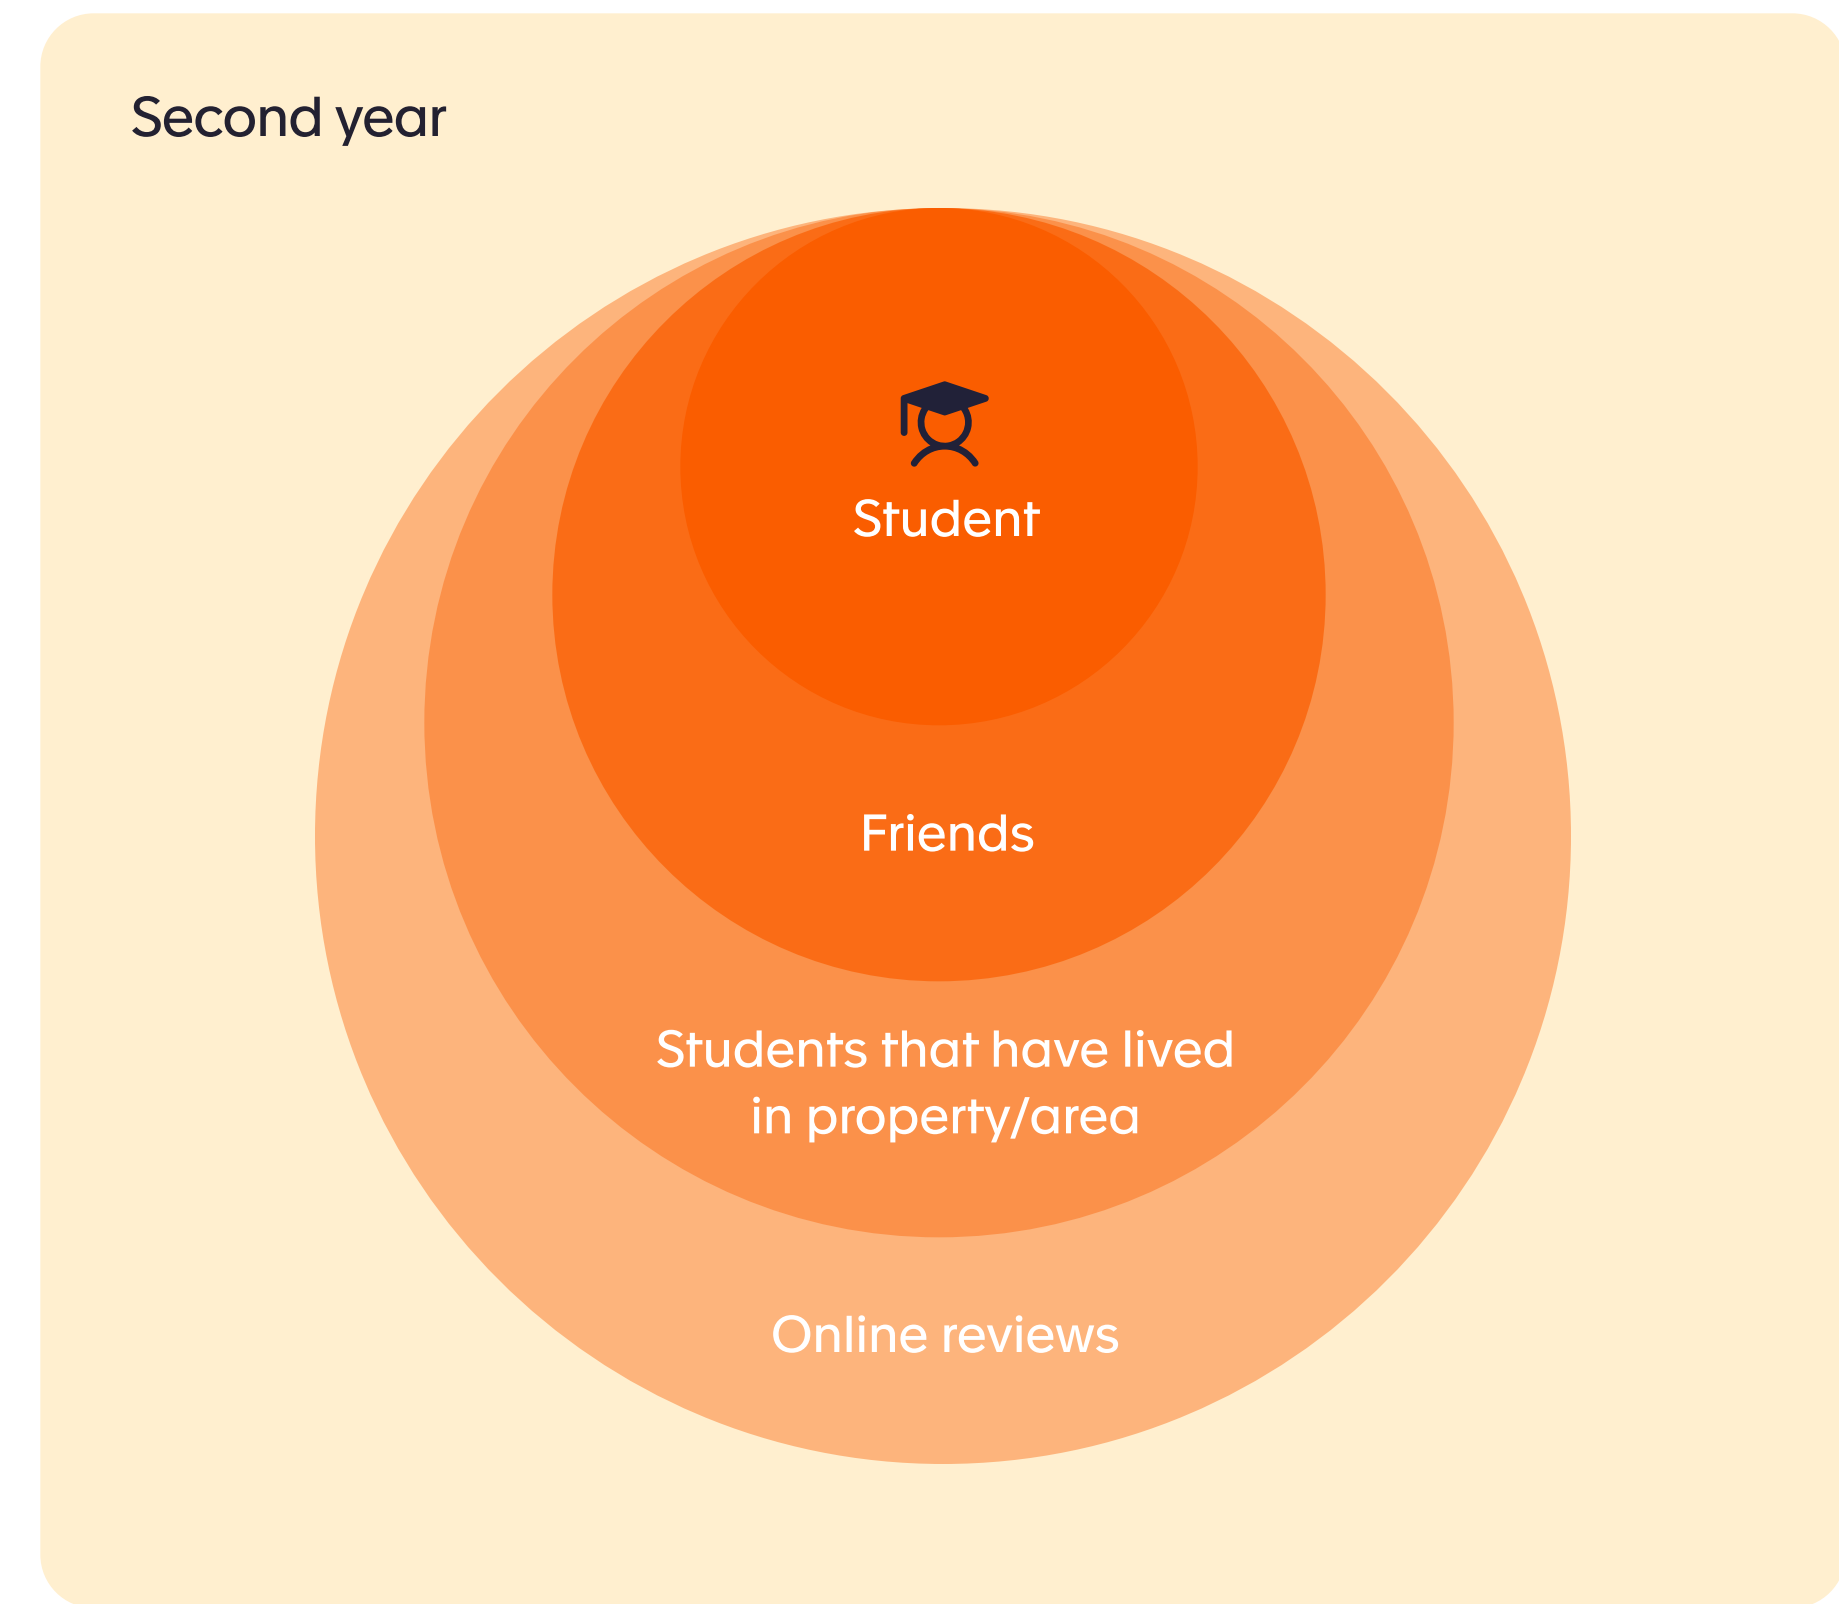 Second year
Student
Friends
Students that have lived
in property/area
Online reviews